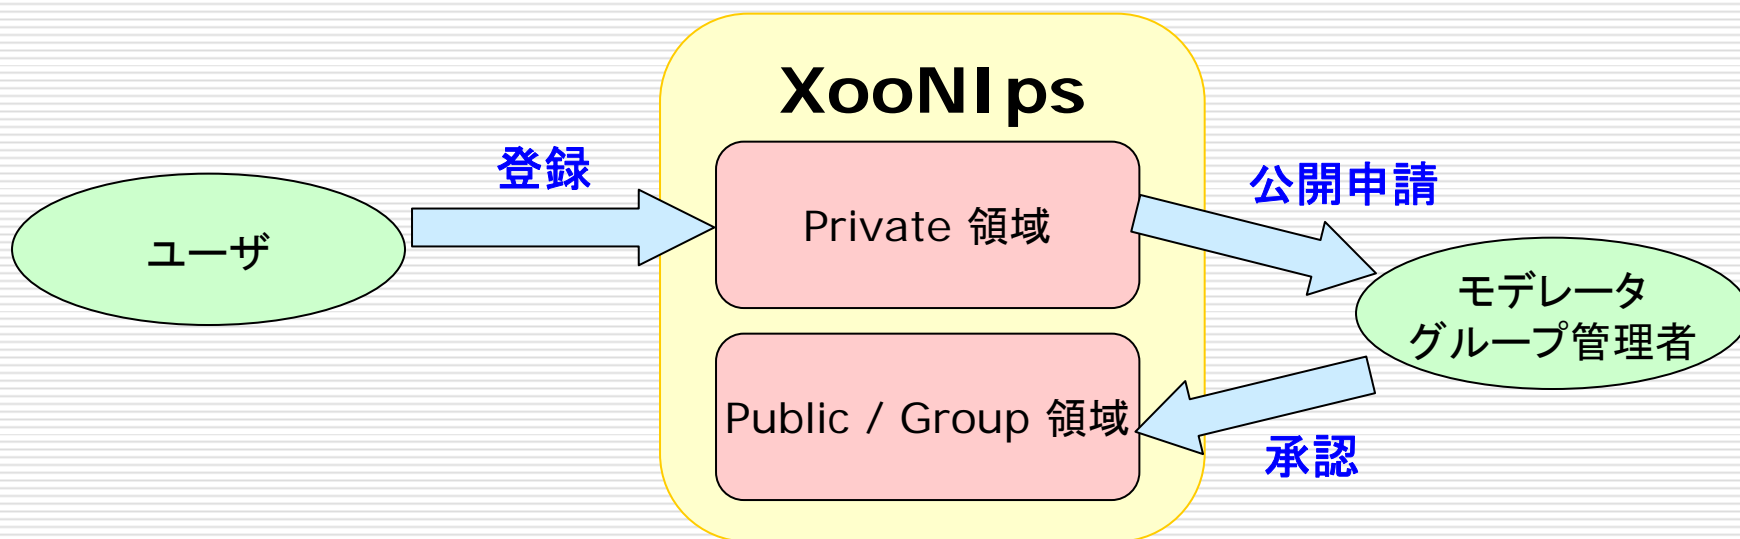 XooNIps
登録
公開申請
Private 領域
ユーザ
モデレータ
グループ管理者
Public / Group 領域
承認